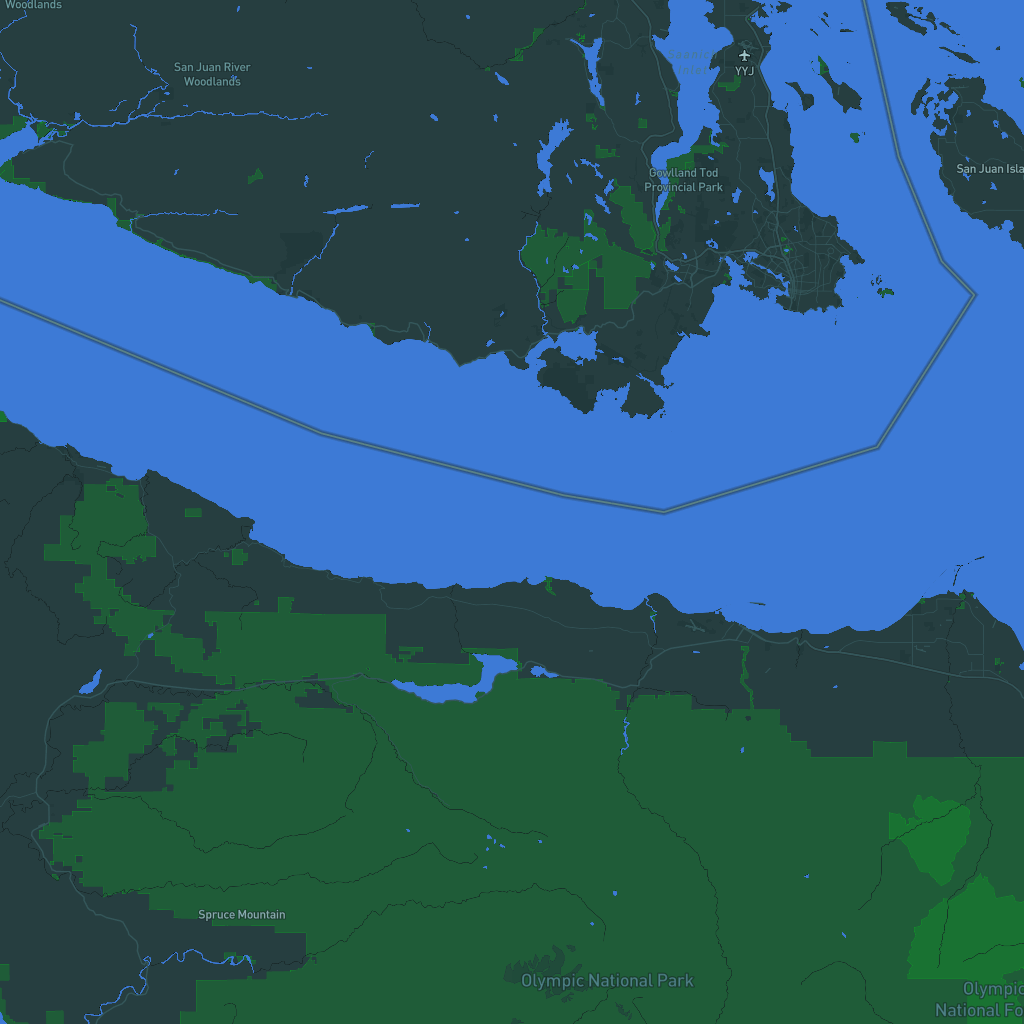 Woodlands
San Juan River
Woodlands
YYJ
Gowlland Tod
Provincial Park
San Juan Isla
Spruce Mountain
Olympic National Park
Olympic
National Fo